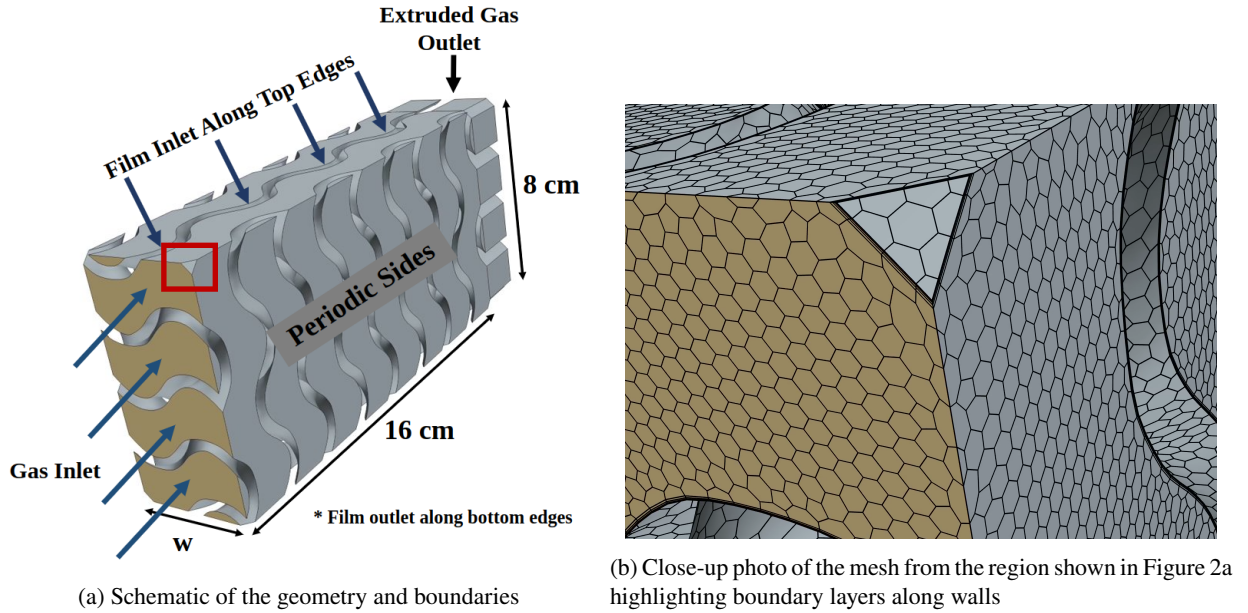 Extruded Gas
Outlet
Film Inlet Along Top Edges
8 cm
Periodic Sides
16 cm
Gas Inlet
* Film outlet along bottom edges
w
(a) Schematic of the geometry and boundaries
(b) Close-up photo of the mesh from the region shown in Figure 2a
highlighting boundary layers along walls